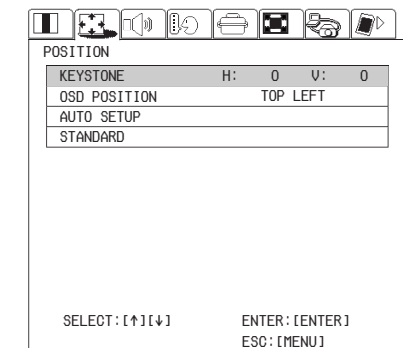 POSITION
KEYSTONE H: 0 V: 0
OSD POSITION TOP LEFT
AUTO SETUP
STANDARD
SELECT:[↑][↓] ENTER:[ENTER]
ESC:[MENU]